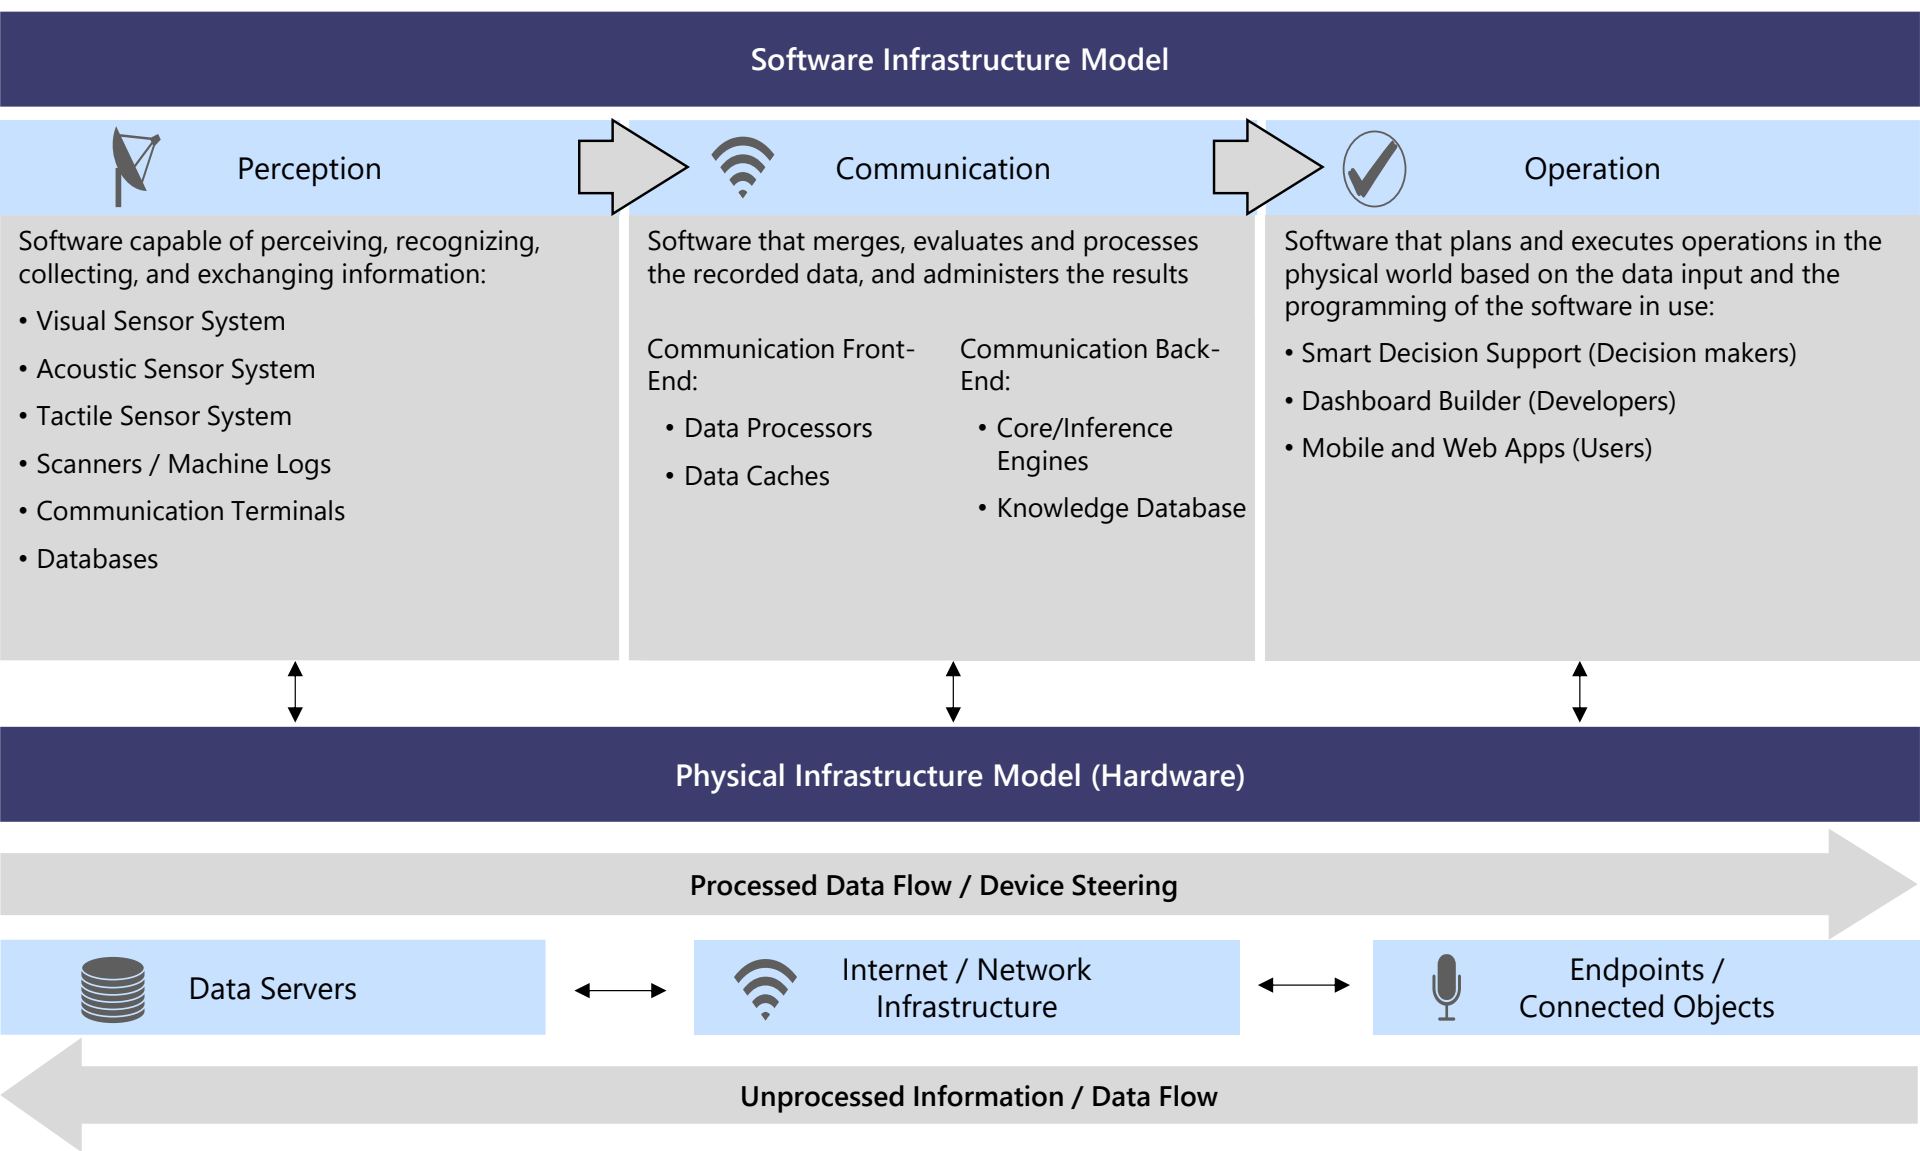 Software Infrastructure Model
Perception
Communication
Operation
Software capable of perceiving, recognizing,
collecting, and exchanging information:
• Visual Sensor System
• Acoustic Sensor System
• Tactile Sensor System
• Scanners / Machine Logs
• Communication Terminals
• Databases
Software that merges, evaluates and processes
the recorded data, and administers the results
Communication Front-
End:
• Data Processors
• Data Caches
Communication Back-
End:
• Core/Inference
Engines
• Knowledge Database
Software that plans and executes operations in the
physical world based on the data input and the
programming of the software in use:
• Smart Decision Support (Decision makers)
• Dashboard Builder (Developers)
• Mobile and Web Apps (Users)
Physical Infrastructure Model (Hardware)
Processed Data Flow / Device Steering
Data Servers
Internet / Network
Infrastructure
Endpoints /
Connected Objects
Unprocessed Information / Data Flow